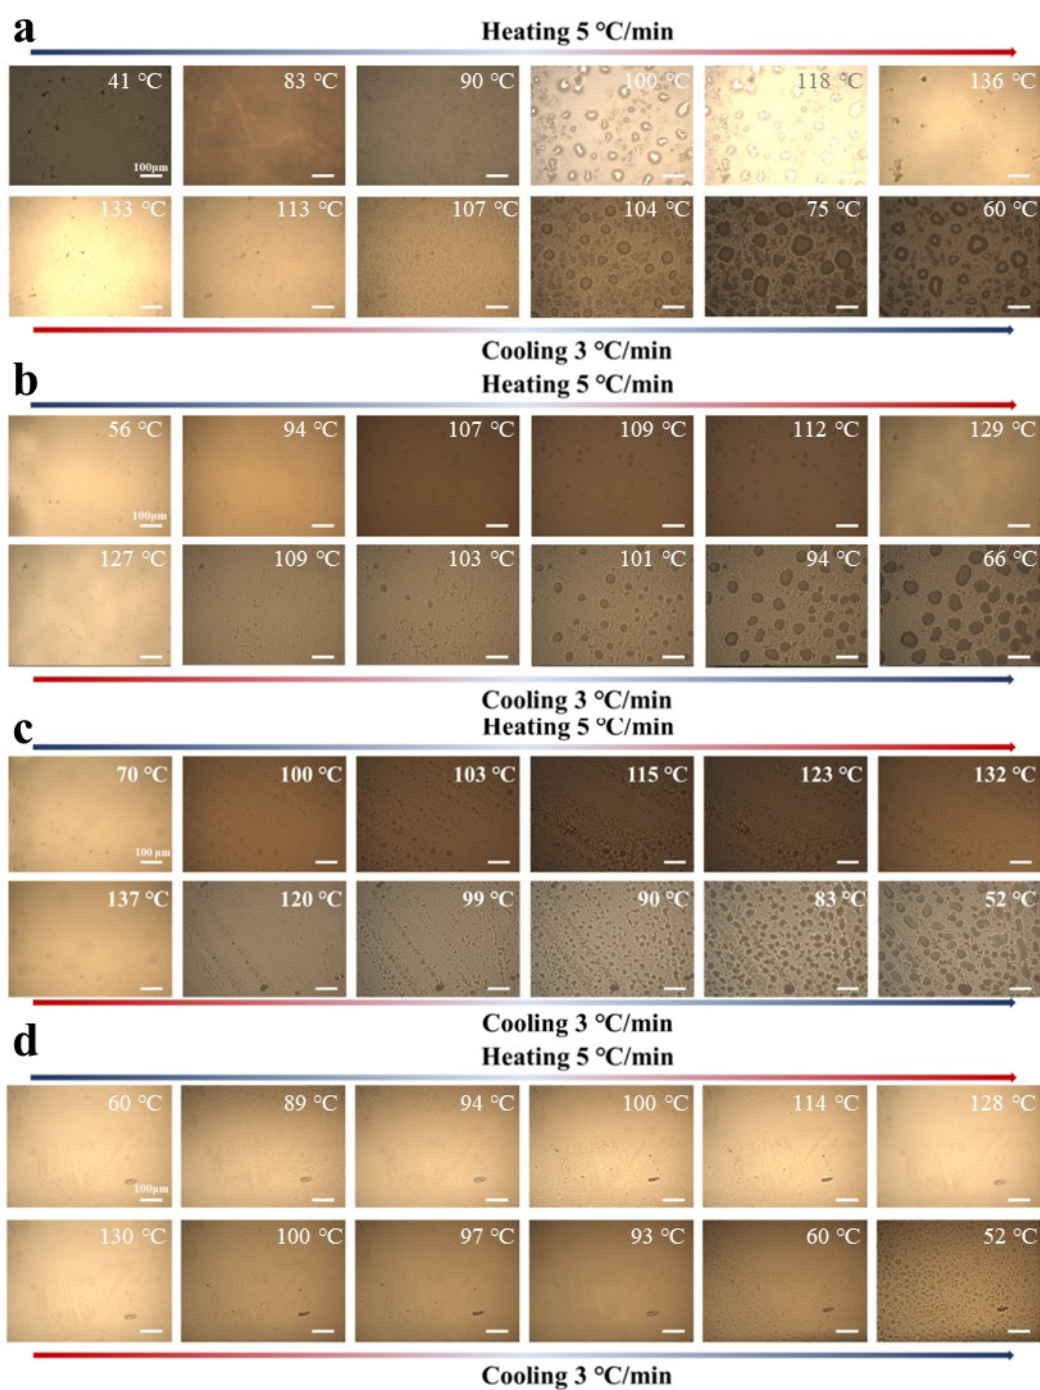 a
Heating 5 °C/min
41 °C 83 °C 90 °C 100 °C 118 °C 136 °C
100μm
133 °C 113 °C 107 °C 104 °C 75 °C 60 °C
Cooling 3 °C/min
b
Heating 5 °C/min
56 °C 94 °C 107 °C 109 °C 112 °C 129 °C
100μm
127 °C 109 °C 103 °C 101 °C 94 °C 66 °C
Cooling 3 °C/min
c
Heating 5 °C/min
70 °C 100 °C 103 °C 115 °C 123 °C 132 °C
100 μm
137 °C 120 °C 99 °C 90 °C 83 °C 52 °C
Cooling 3 °C/min
d
Heating 5 °C/min
60 °C 89 °C 94 °C 100 °C 114 °C 128 °C
100μm
130 °C 100 °C 97 °C 93 °C 60 °C 52 °C
Cooling 3 °C/min